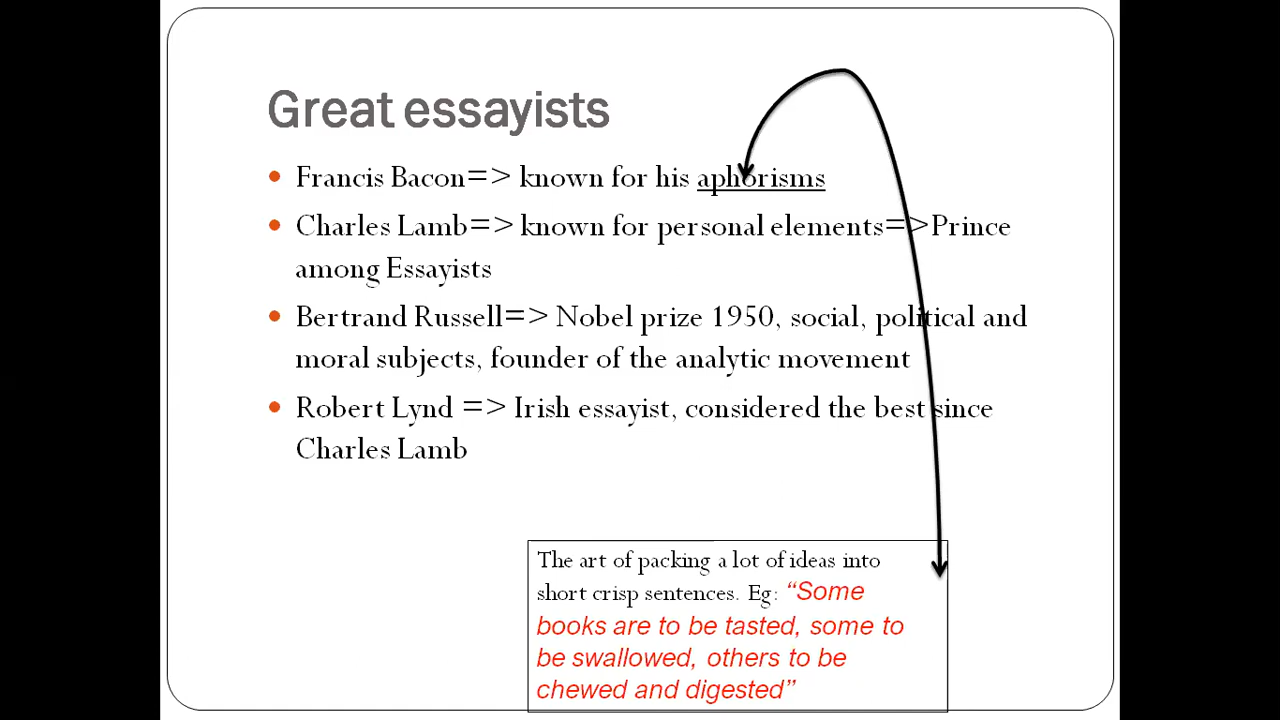 Great essayists
Francis Bacon=> known for his aphorisms
Charles Lamb=> known for personal elements=>Prince
among Essayists
Bertrand Russell=> Nobel prize 1950, social, political and
moral subjects, founder of the analytic movement
Robert Lynd => Irish essayist, considered the best since
Charles Lamb
The art of packing a lot of ideas into
short crisp sentences. Eg: “Some
books are to be tasted, some to
be swallowed, others to be
chewed and digested”